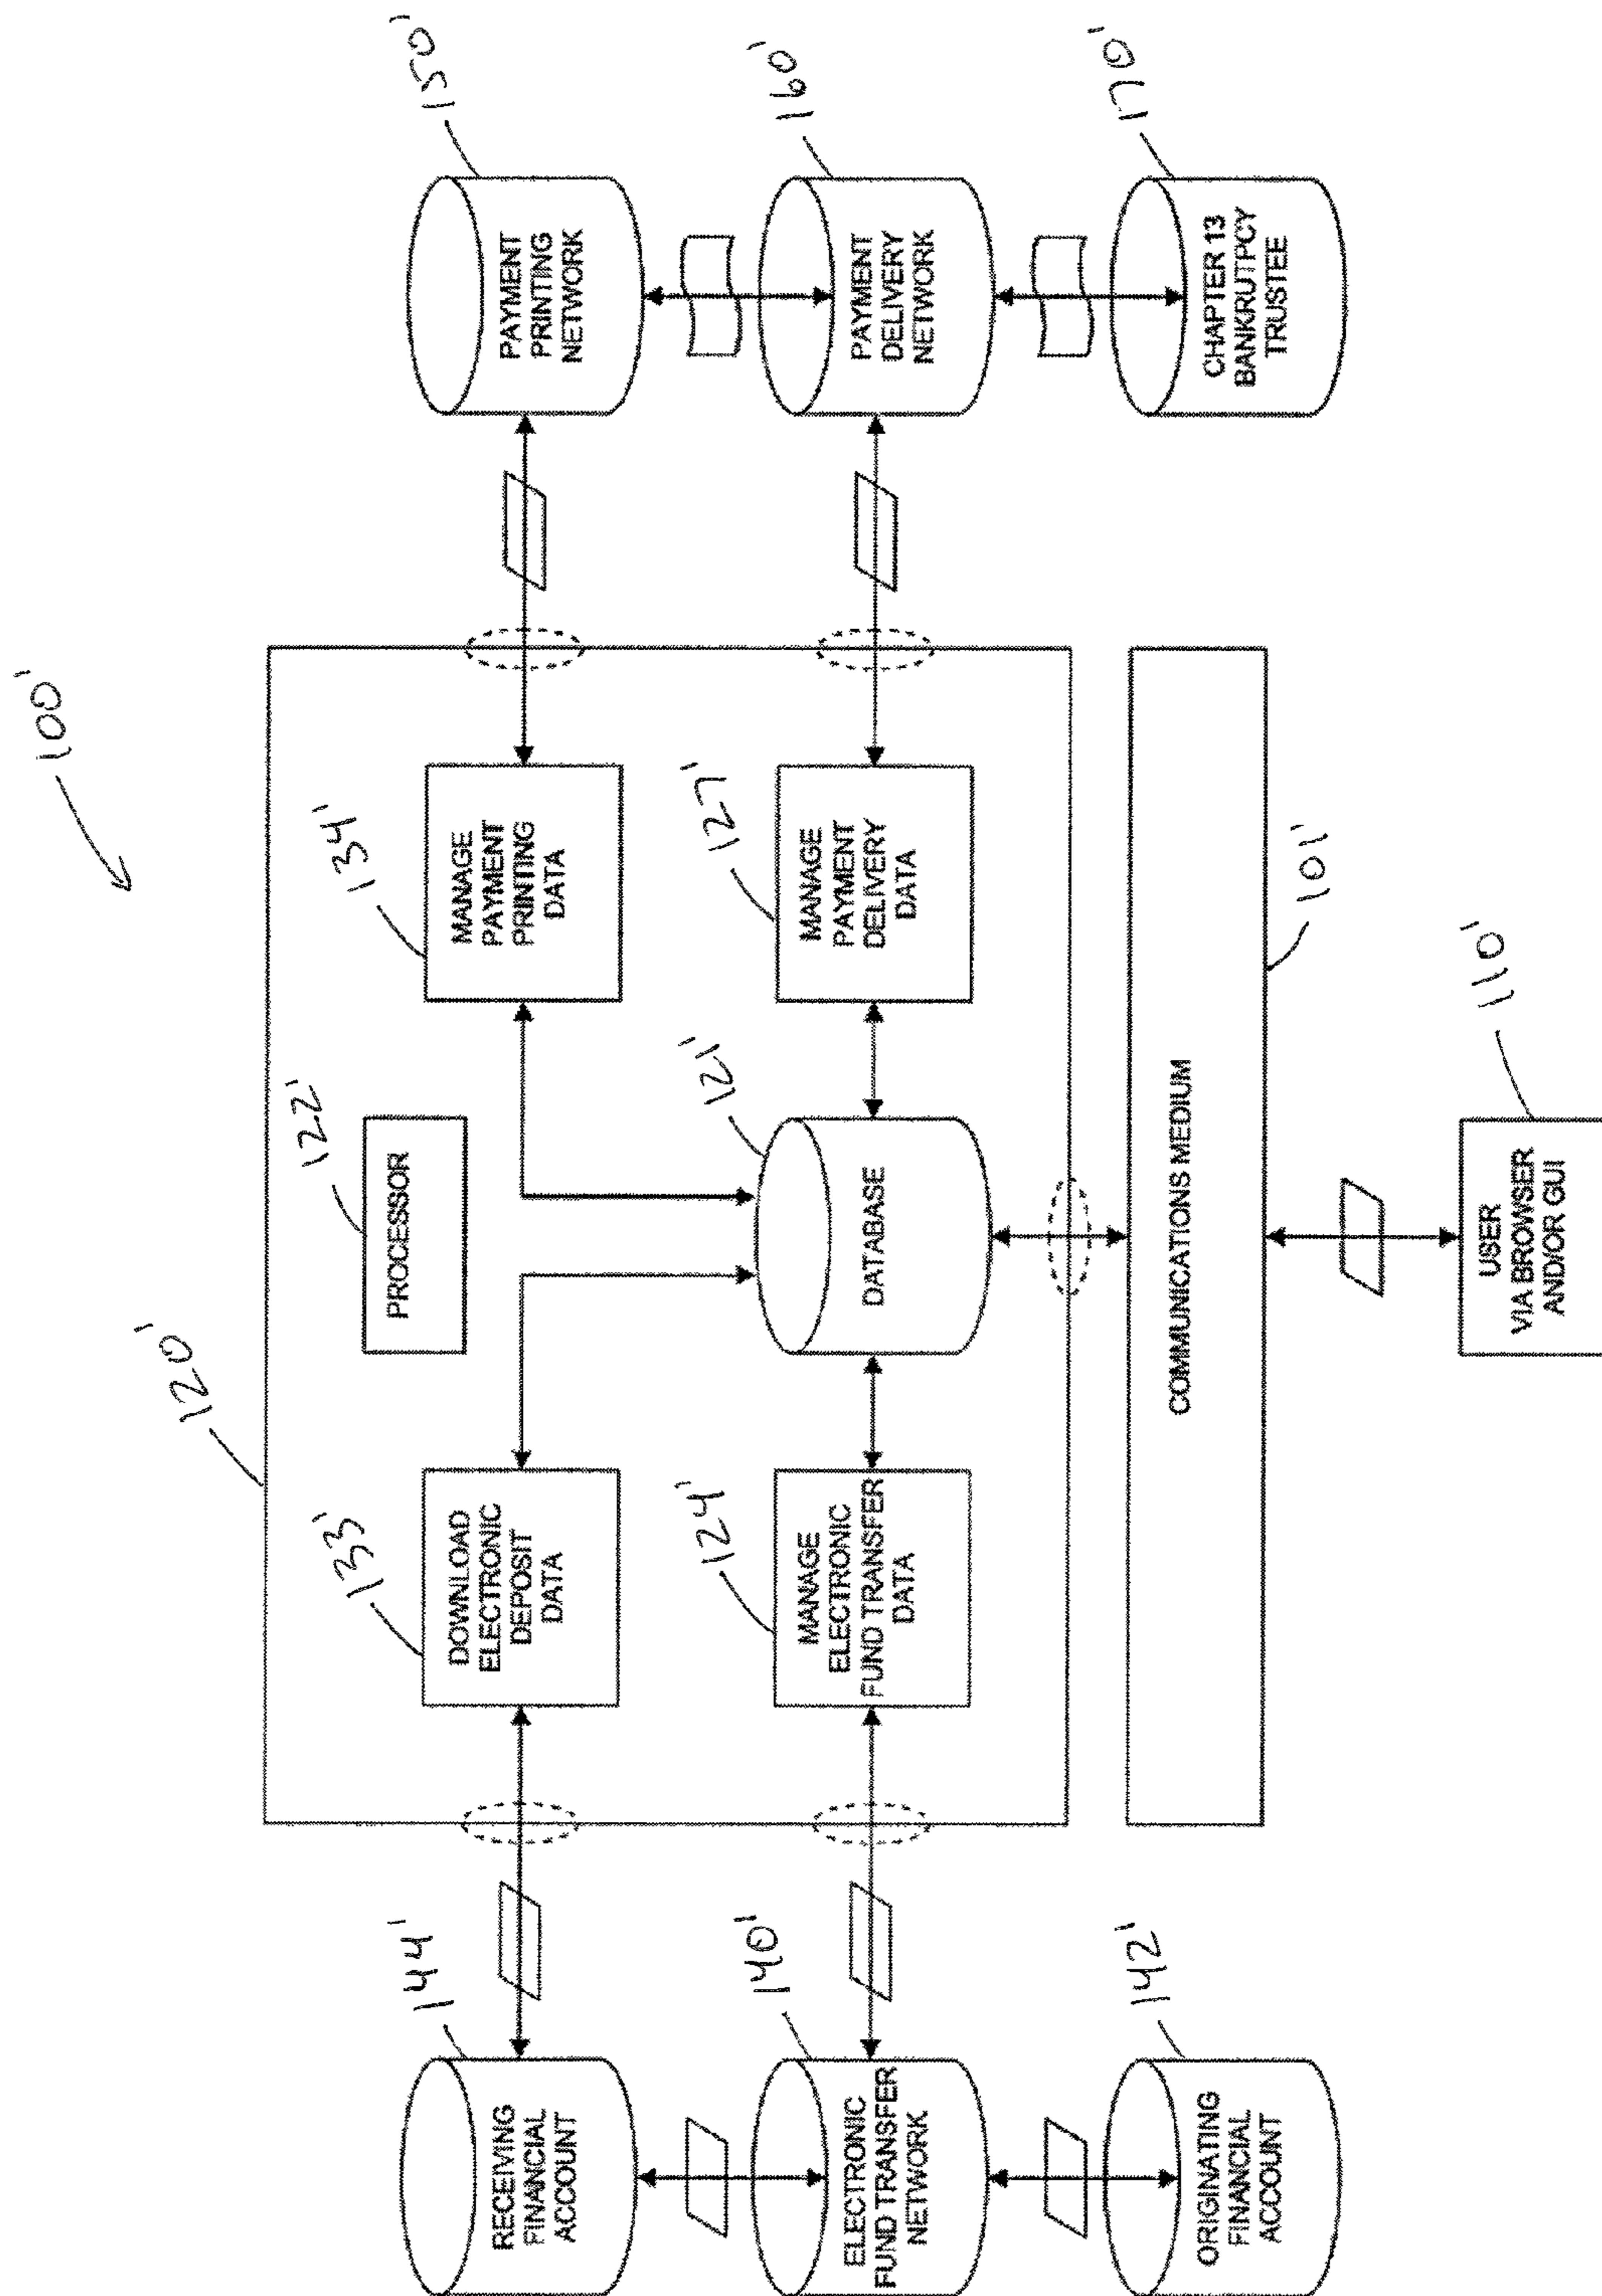 100'
120'
122'
PROCESSOR
144'
RECEIVING
FINANCIAL
ACCOUNT
133'
DOWNLOAD
ELECTRONIC
DEPOSIT
DATA
134'
MANAGE
PAYMENT
PRINTING
DATA
150'
PAYMENT
PRINTING
NETWORK
140'
ELECTRONIC
FUND TRANSFER
NETWORK
124'
MANAGE
ELECTRONIC
FUND TRANSFER
DATA
121'
DATABASE
127'
MANAGE
PAYMENT
DELIVERY
DATA
160'
PAYMENT
DELIVERY
NETWORK
142'
ORIGINATING
FINANCIAL
ACCOUNT
COMMUNICATIONS MEDIUM
101'
170'
CHAPTER 13
BANKRUTPCY
TRUSTEE
110'
USER
VIA BROWSER
AND/OR GUI